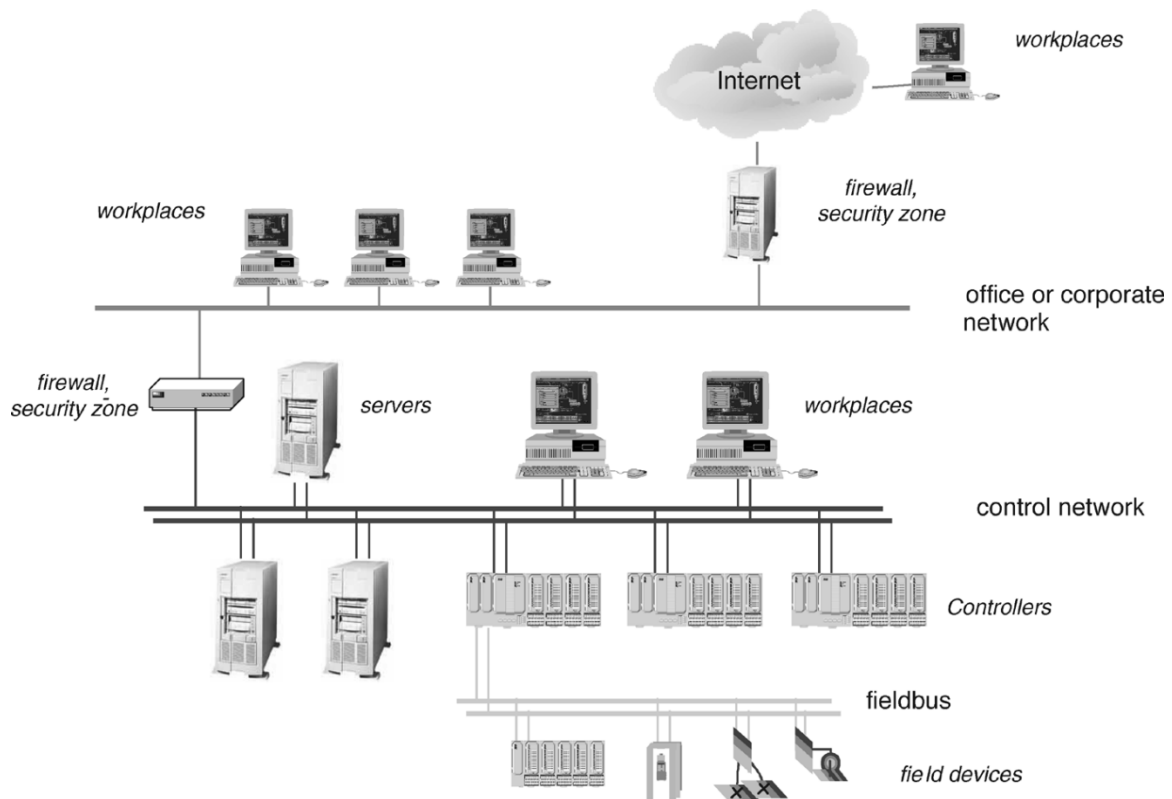 workplaces
Internet
firewall,
security zone
workplaces
office or corporate
network
firewall,
security zone
servers
workplaces
control network
Controllers
fieldbus
field devices